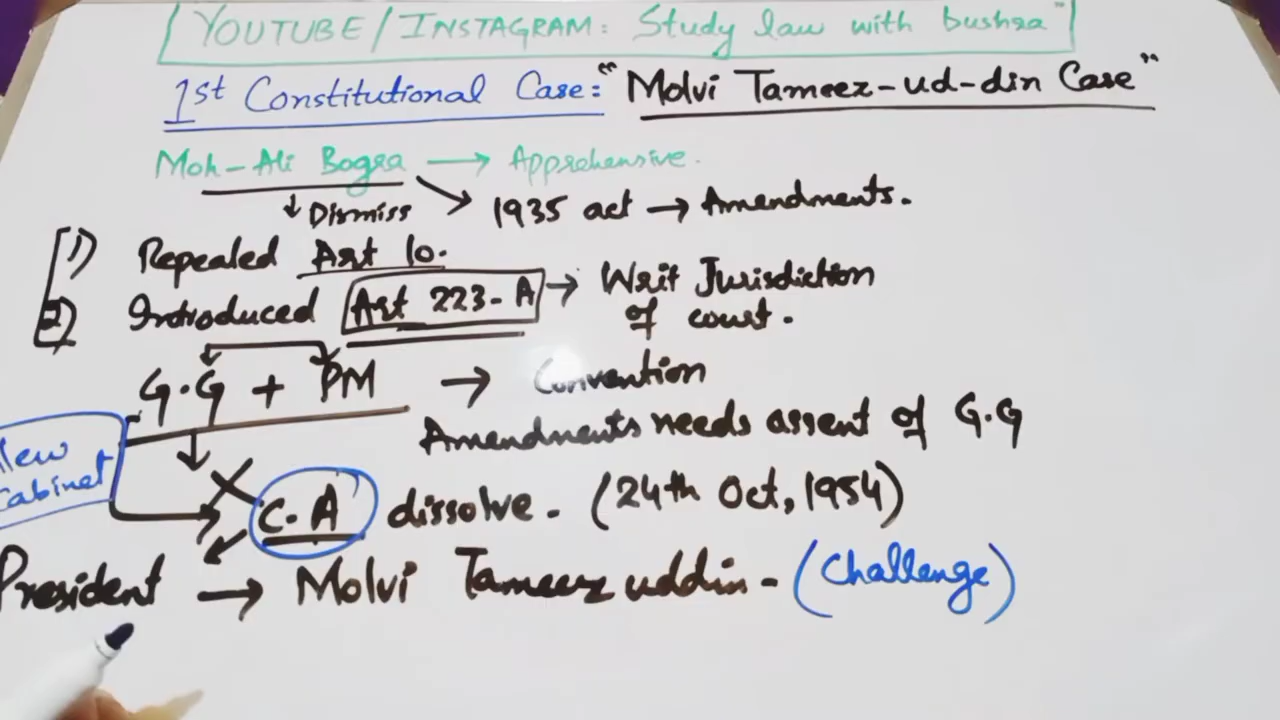 YOUTUBE/INSTAGRAM: Study law with bushra"
1st Constitutional Case: "Molvi Tameez-ud-din Case"
Moh-Ali Bogra → Apprehensive.
↓ Dismiss → 1935 act → Amendments.
1) Repealed Art 10.
2) Introduced Art 223-A → Writ Jurisdiction
of court.
G.G + PM → Convention
Amendments needs assent of G.G
New
Cabinet
C.A dissolve. (24th Oct, 1954)
President → Molvi Tameez uddin - (Challenge)